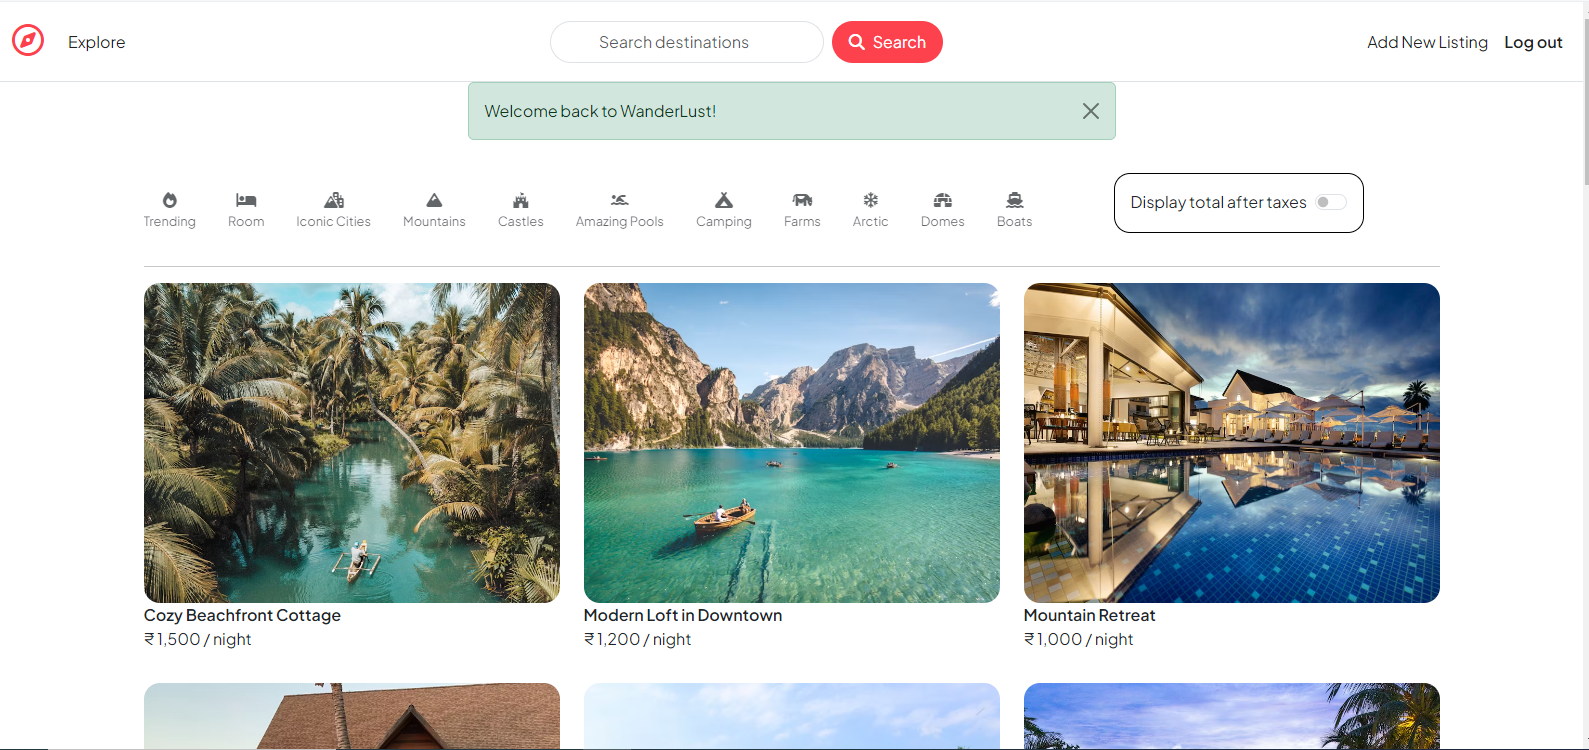 Explore
Search destinations
Search
Add New Listing
Log out
Welcome back to WanderLust!
Trending
Room
Iconic Cities
Mountains
Castles
Amazing Pools
Camping
Farms
Arctic
Domes
Boats
Display total after taxes
Cozy Beachfront Cottage
₹ 1,500 / night
Modern Loft in Downtown
₹ 1,200 / night
Mountain Retreat
₹ 1,000 / night